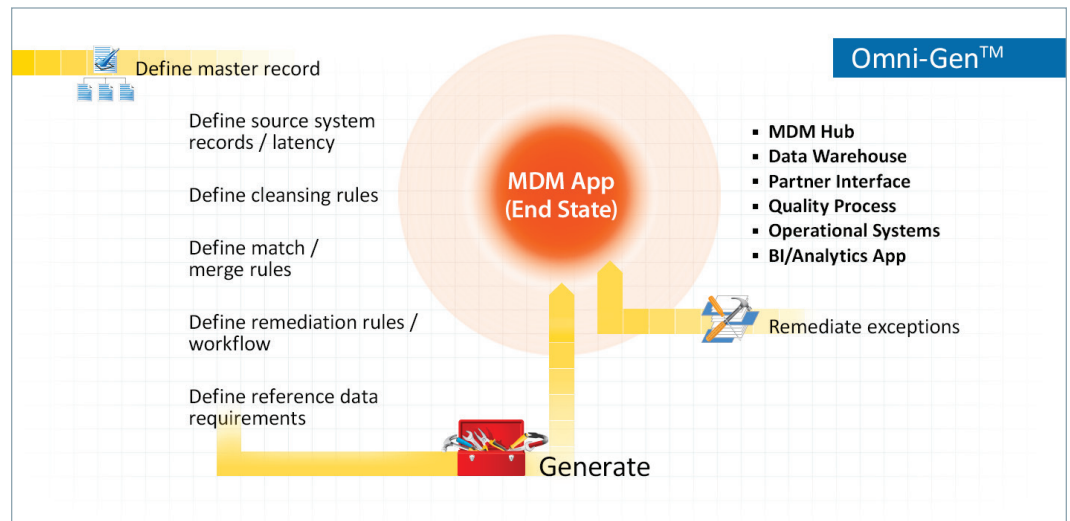 Omni-Gen™
Define master record
Define source system
records / latency
Define cleansing rules
Define match /
merge rules
Define remediation rules /
workflow
Define reference data
requirements
Generate
MDM App
(End State)
▪ MDM Hub
▪ Data Warehouse
▪ Partner Interface
▪ Quality Process
▪ Operational Systems
▪ BI/Analytics App
Remediate exceptions